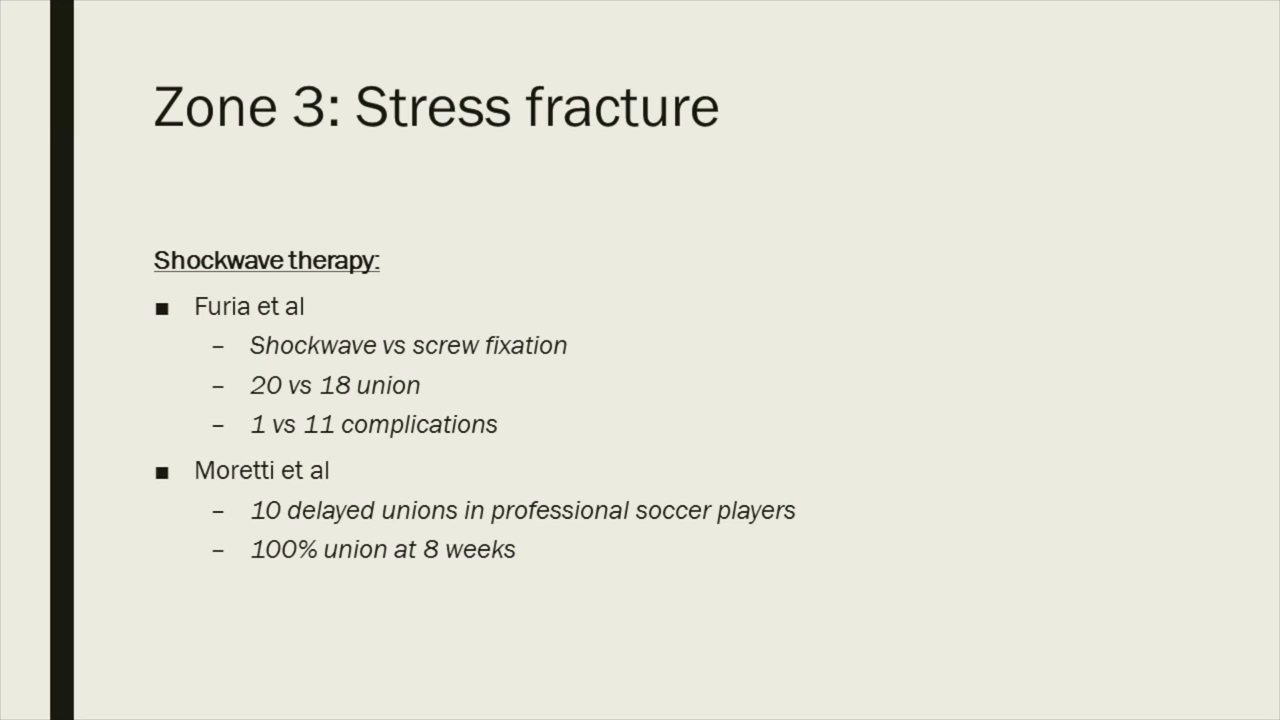 Zone 3: Stress fracture
Shockwave therapy:
■ Furia et al
– Shockwave vs screw fixation
– 20 vs 18 union
– 1 vs 11 complications
■ Moretti et al
– 10 delayed unions in professional soccer players
– 100% union at 8 weeks